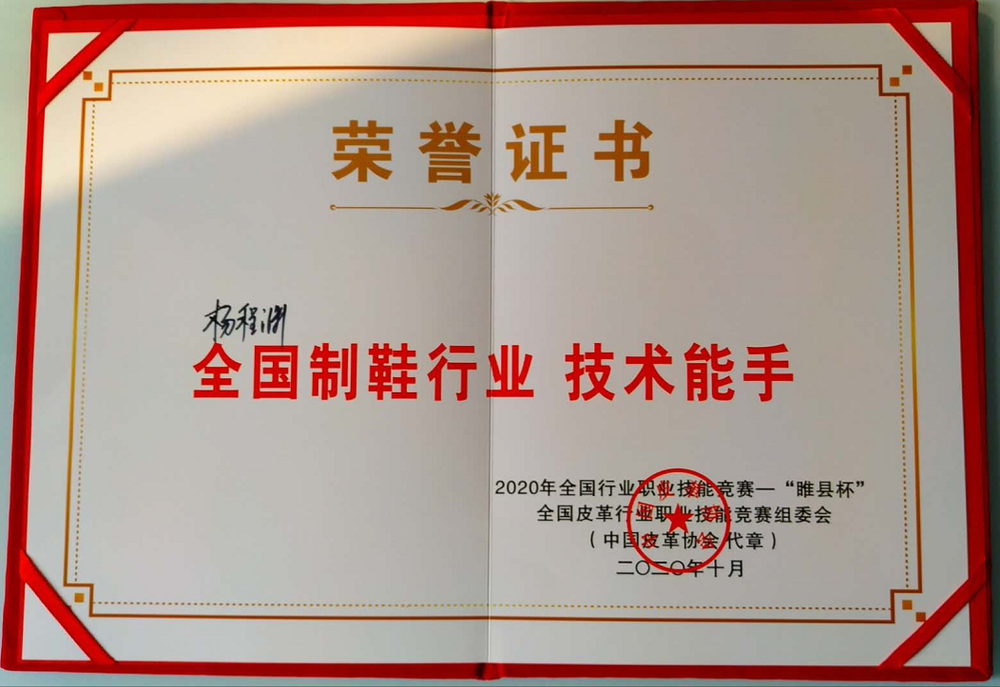 荣誉证书
杨程渊
全国制鞋行业 技术能手
2020年全国行业职业技能竞赛—“睢县杯”
全国皮革行业职业技能竞赛组委会
(中国皮革协会代章)
二〇二〇年十月